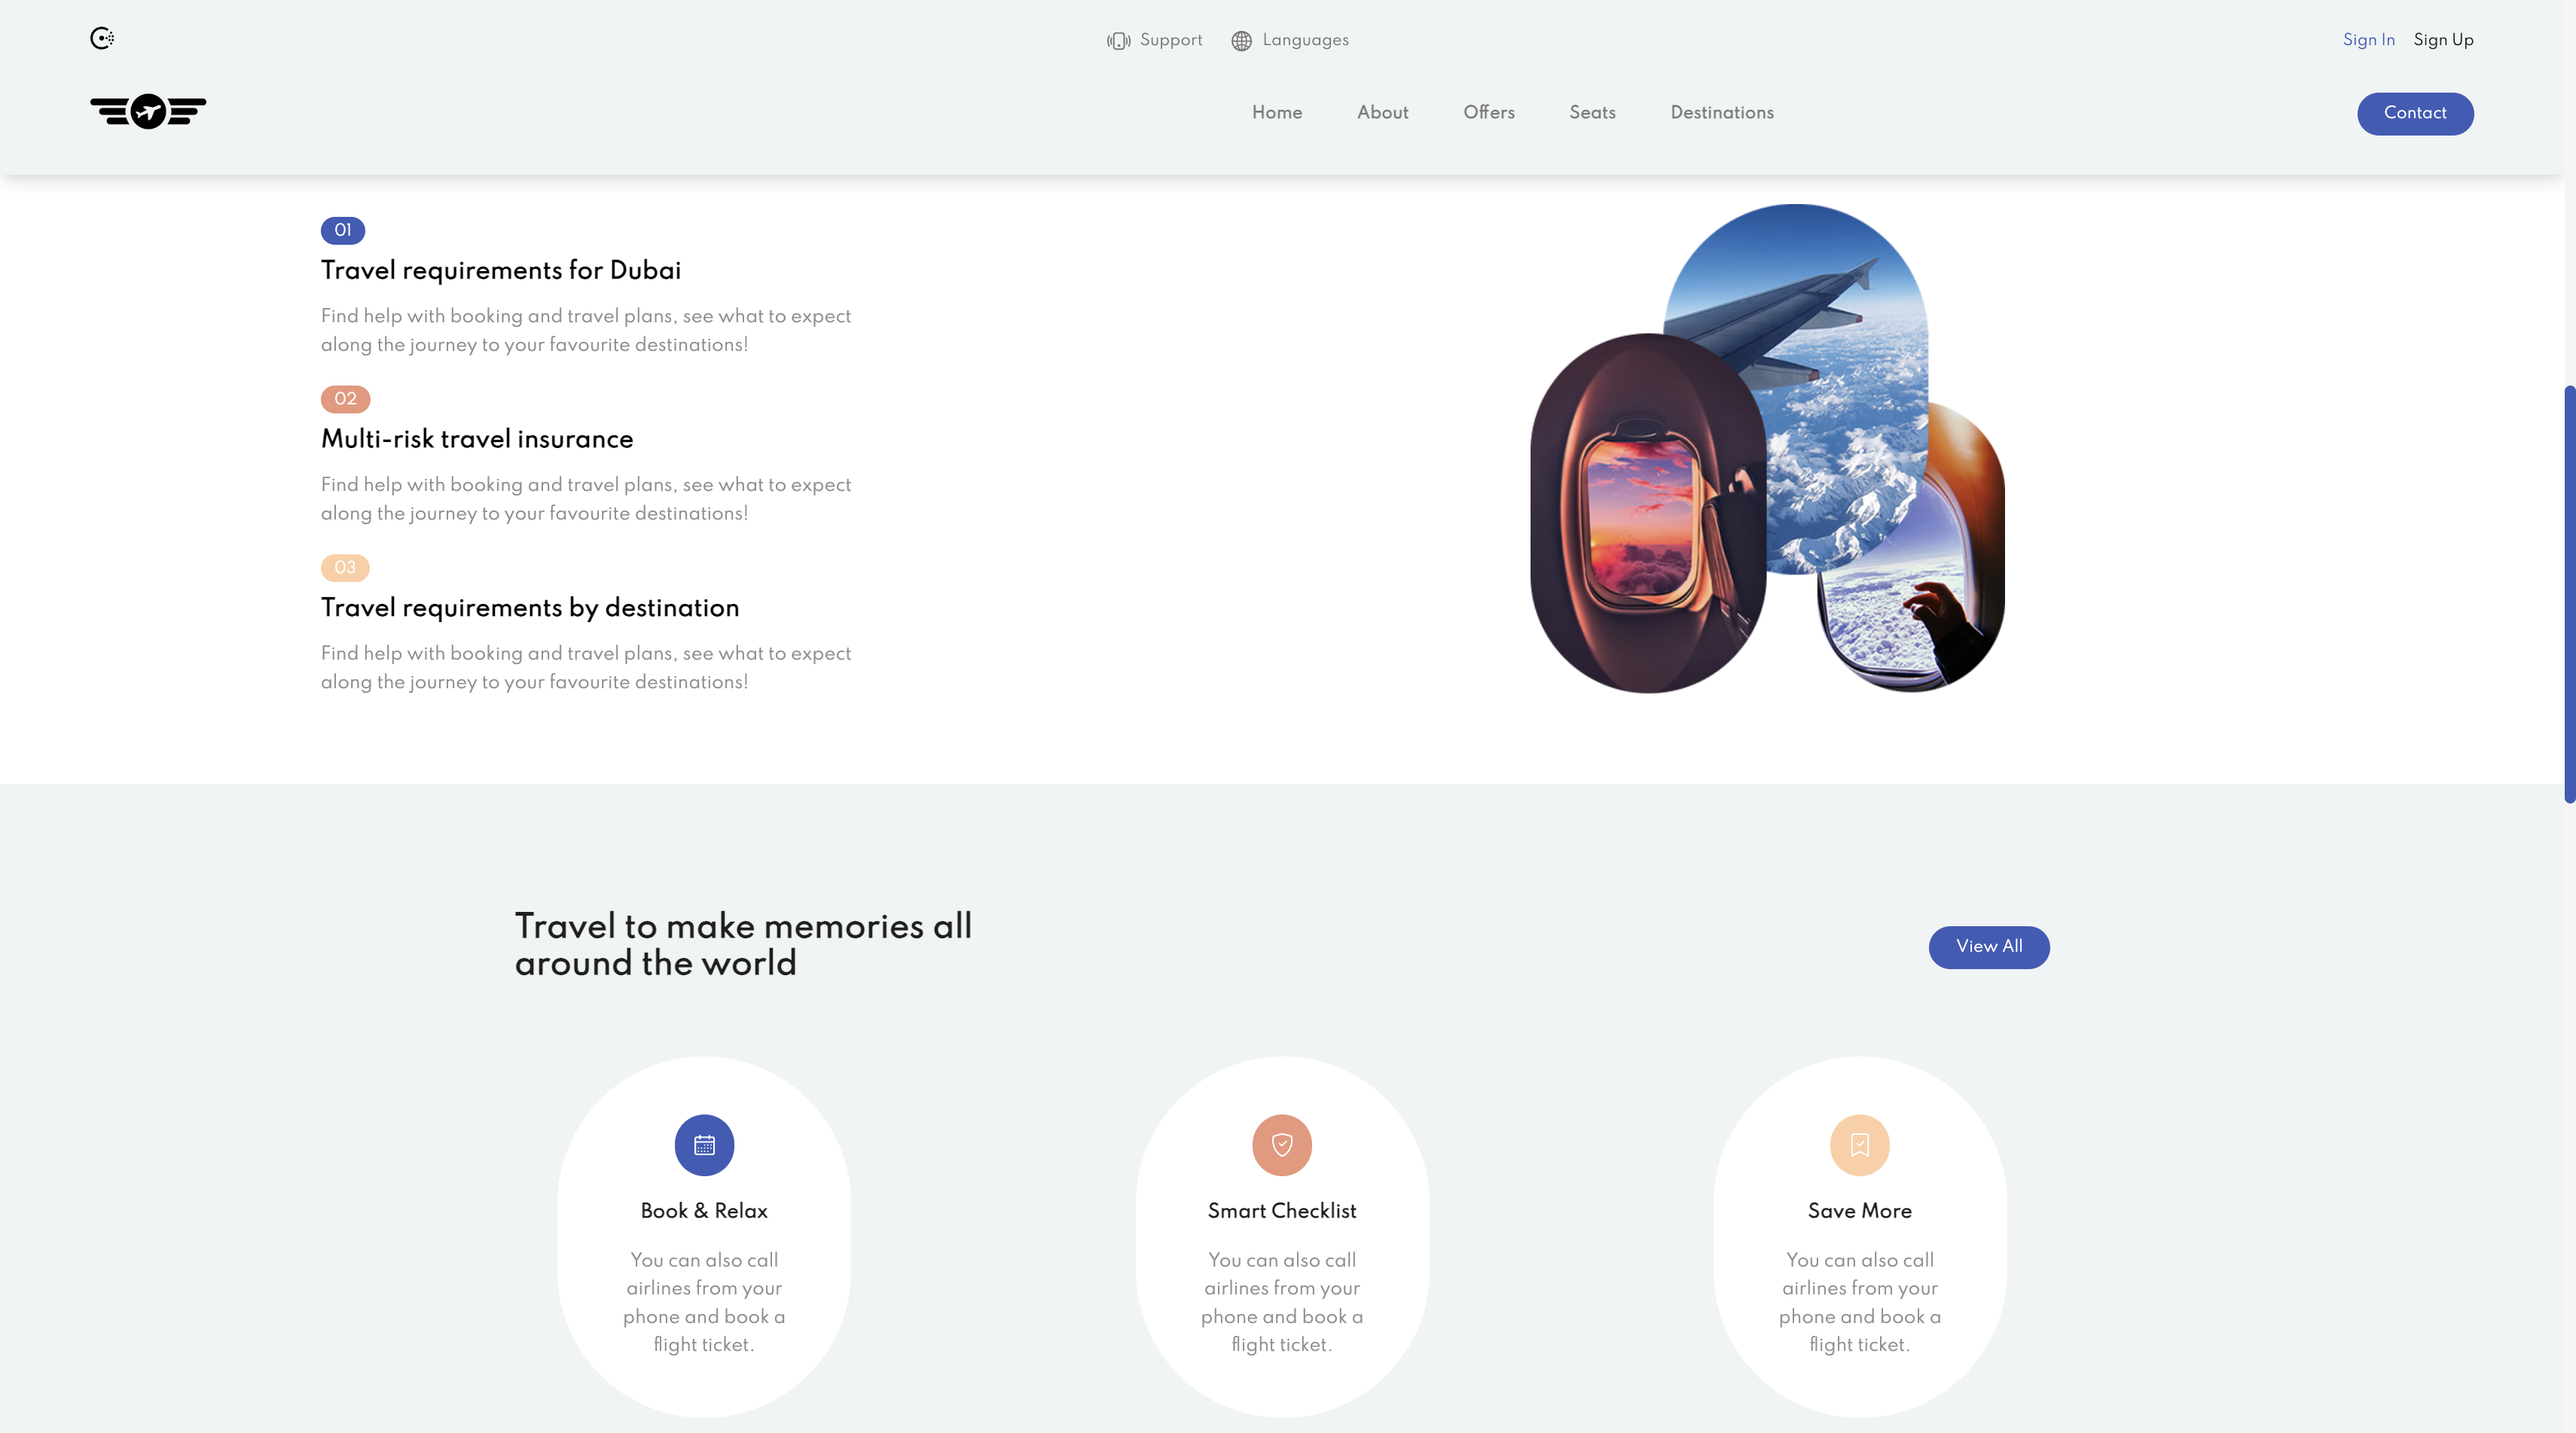 Support
Languages
Sign In
Sign Up
Home
About
Offers
Seats
Destinations
Contact
01
Travel requirements for Dubai
Find help with booking and travel plans, see what to expect
along the journey to your favourite destinations!
02
Multi-risk travel insurance
Find help with booking and travel plans, see what to expect
along the journey to your favourite destinations!
03
Travel requirements by destination
Find help with booking and travel plans, see what to expect
along the journey to your favourite destinations!
Travel to make memories all
around the world
View All
Book & Relax
You can also call
airlines from your
phone and book a
flight ticket.
Smart Checklist
You can also call
airlines from your
phone and book a
flight ticket.
Save More
You can also call
airlines from your
phone and book a
flight ticket.